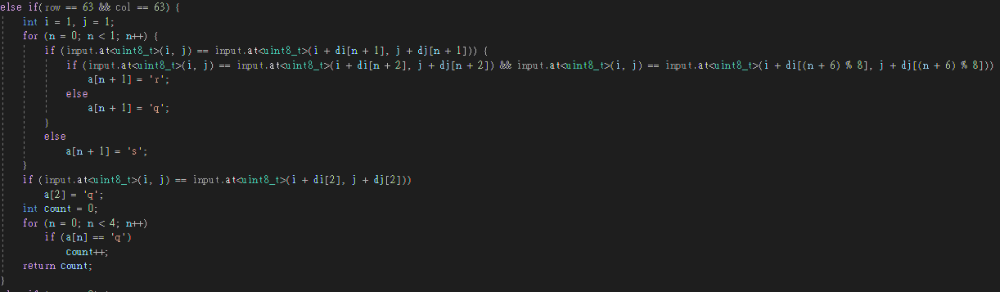 else if(row == 63 && col == 63) {
int i = 1, j = 1;
for (n = 0; n < 1; n++) {
if (input.at<uint8_t>(i, j) == input.at<uint8_t>(i + di[n + 1], j + dj[n + 1])) {
if (input.at<uint8_t>(i, j) == input.at<uint8_t>(i + di[n + 2], j + dj[n + 2]) && input.at<uint8_t>(i, j) == input.at<uint8_t>(i + di[(n + 6) % 8], j + dj[(n + 6) % 8]))
a[n + 1] = 'r';
else
a[n + 1] = 'q';
}
else
a[n + 1] = 's';
}
if (input.at<uint8_t>(i, j) == input.at<uint8_t>(i + di[2], j + dj[2]))
a[2] = 'q';
int count = 0;
for (n = 0; n < 4; n++)
if (a[n] == 'q')
count++;
return count;
}